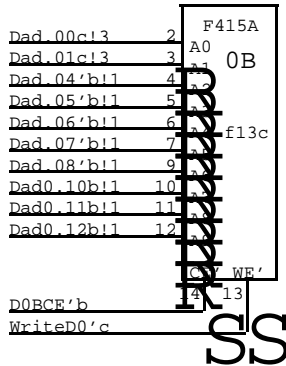 F415A
Dad.00c!3 2 A0
Dad.01c!3 3 A1 0B
Dad.04'b!1 4
Dad.05'b!1 5
Dad.06'b!1 6 f13c
Dad.07'b!1 7
Dad.08'b!1 9
Dad0.10b!1 10
Dad0.11b!1 11
Dad0.12b!1 12
CE' WE'
14 13
D0BCE'b
WriteD0'c
SS